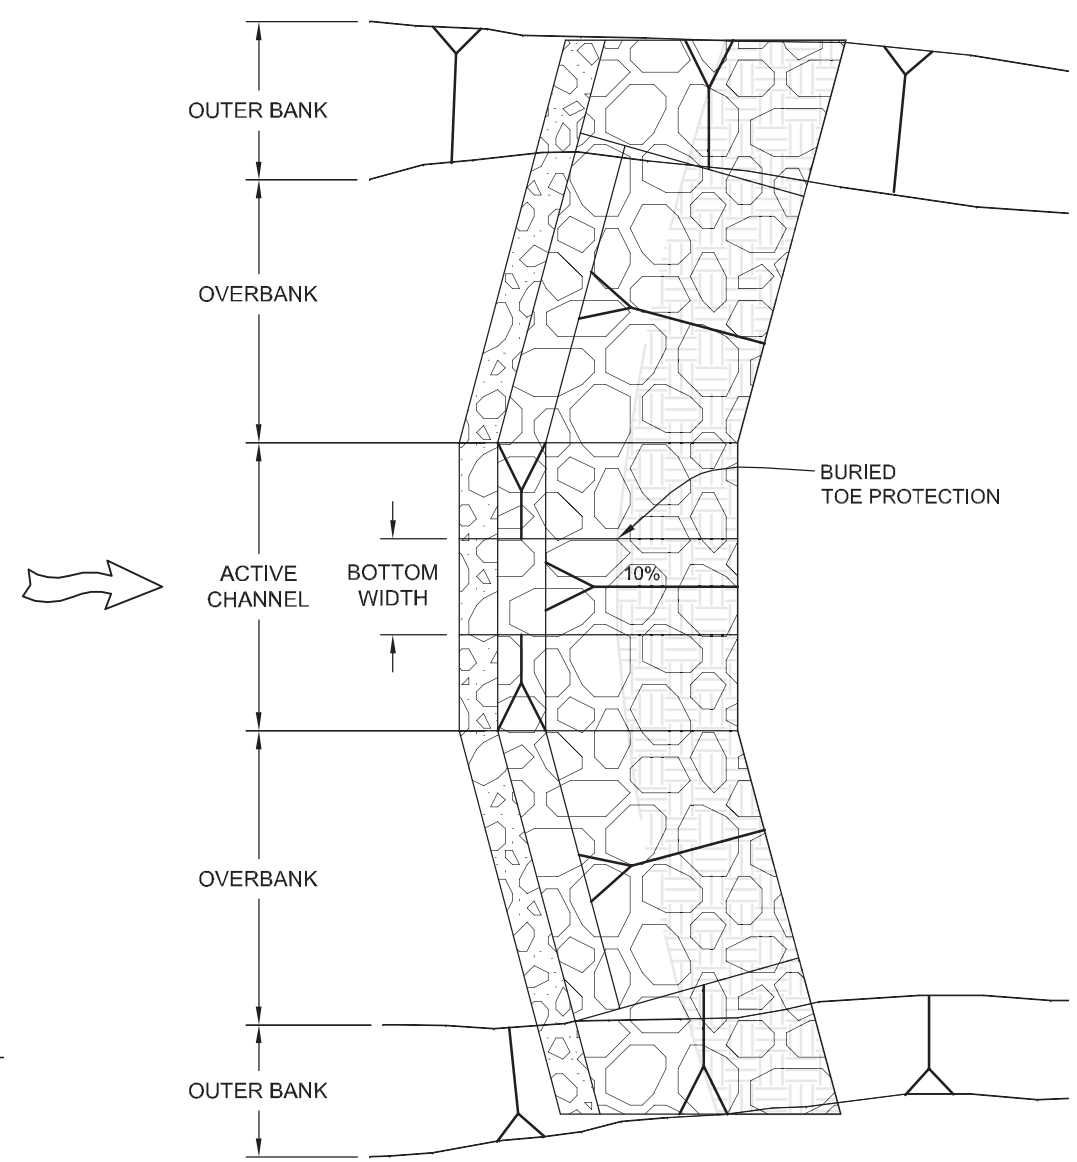 OUTER BANK
OVERBANK
BURIED
TOE PROTECTION
ACTIVE
CHANNEL
BOTTOM
WIDTH
10%
OVERBANK
OUTER BANK